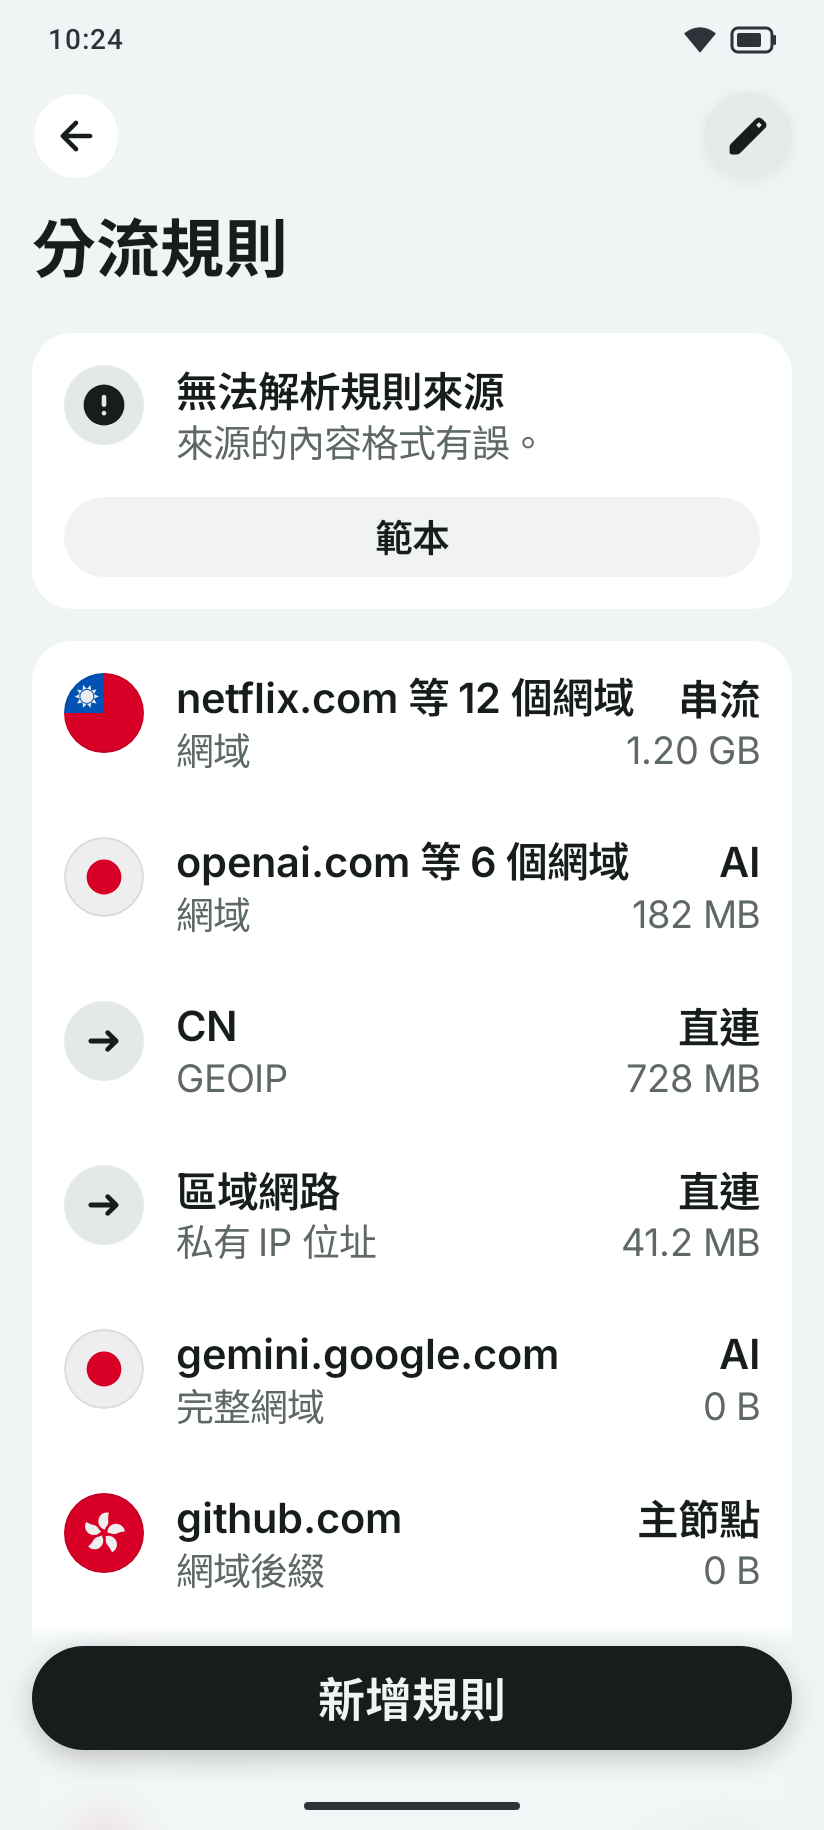 10:24
分流規則
無法解析規則來源
來源的內容格式有誤。
範本
netflix.com 等 12 個網域 串流
網域 1.20 GB
openai.com 等 6 個網域 AI
網域 182 MB
CN 直連
GEOIP 728 MB
區域網路 直連
私有 IP 位址 41.2 MB
gemini.google.com AI
完整網域 0 B
github.com 主節點
網域後綴 0 B
新增規則